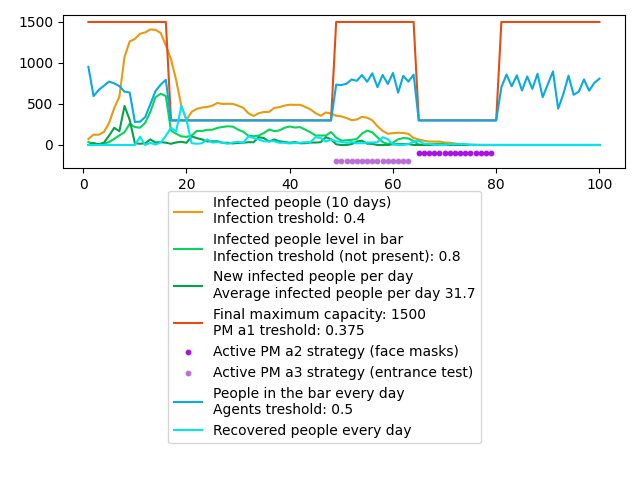 1500
1000
500
0
0 20 40 60 80 100
Infected people (10 days)
Infection treshold: 0.4
Infected people level in bar
Infection treshold (not present): 0.8
New infected people per day
Average infected people per day 31.7
Final maximum capacity: 1500
PM a1 treshold: 0.375
Active PM a2 strategy (face masks)
Active PM a3 strategy (entrance test)
People in the bar every day
Agents treshold: 0.5
Recovered people every day